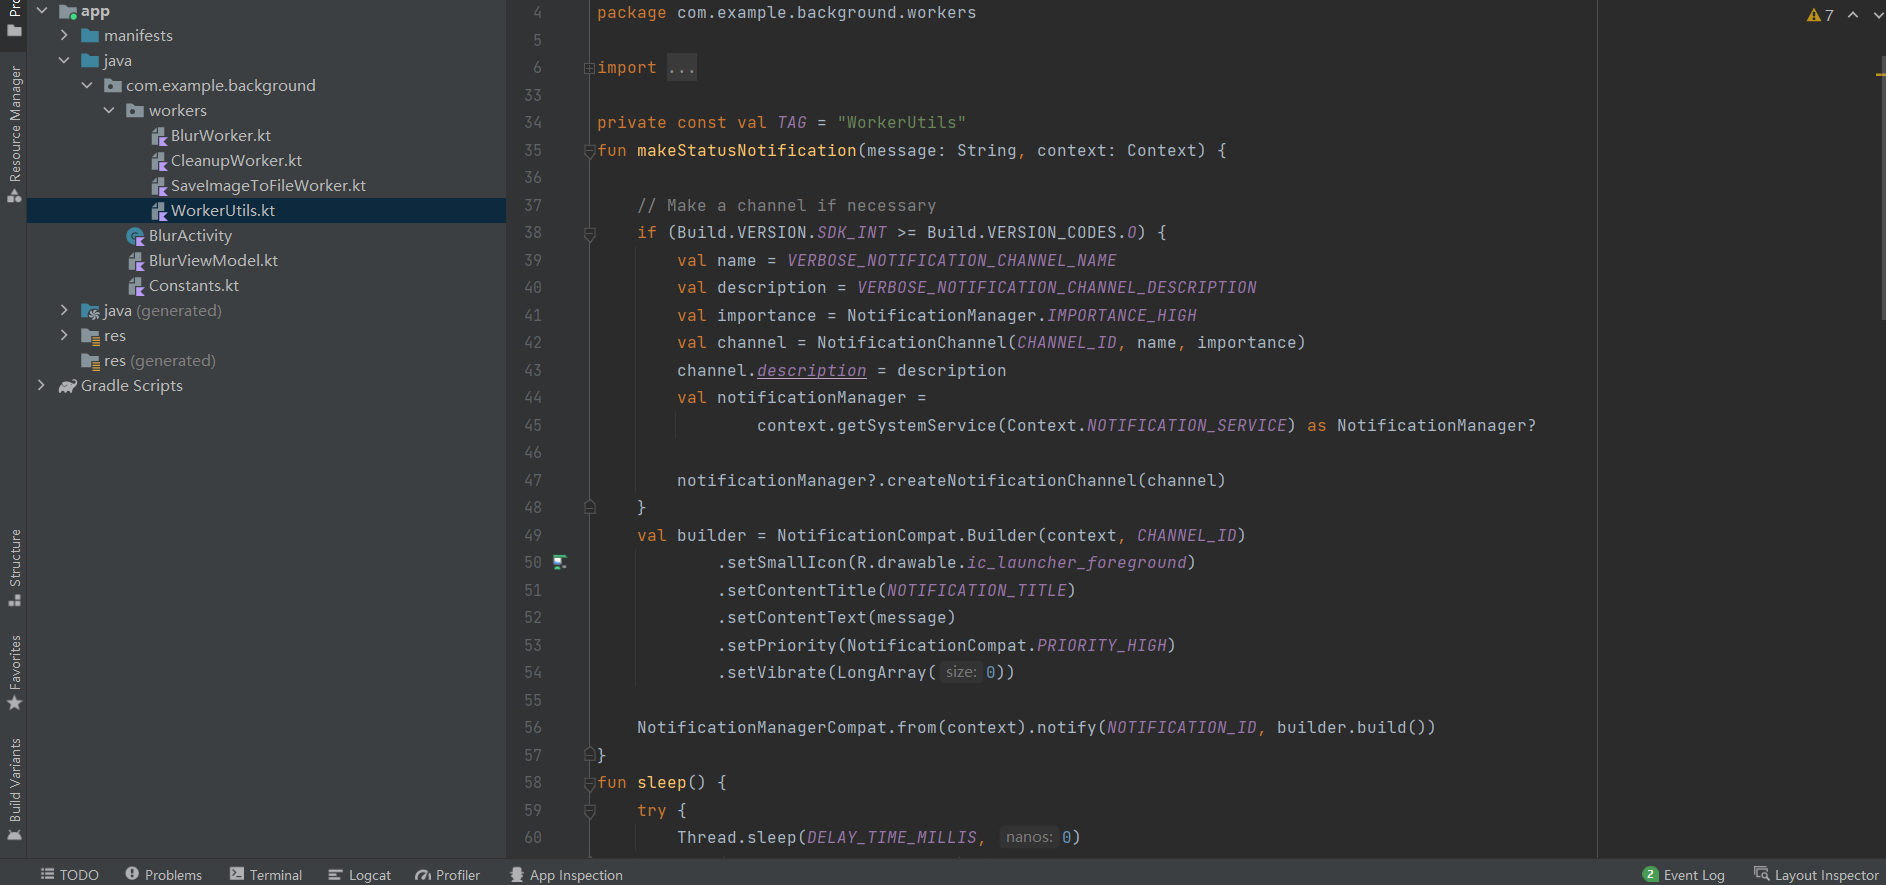 Pro
Resource Manager
Structure
Favorites
Build Variants
app
manifests
java
com.example.background
workers
BlurWorker.kt
CleanupWorker.kt
SaveImageToFileWorker.kt
WorkerUtils.kt
BlurActivity
BlurViewModel.kt
Constants.kt
java (generated)
res
res (generated)
Gradle Scripts
7
4 package com.example.background.workers
5
6 import ...
33
34 private const val TAG = "WorkerUtils"
35 fun makeStatusNotification(message: String, context: Context) {
36
37 // Make a channel if necessary
38 if (Build.VERSION.SDK_INT >= Build.VERSION_CODES.O) {
39 val name = VERBOSE_NOTIFICATION_CHANNEL_NAME
40 val description = VERBOSE_NOTIFICATION_CHANNEL_DESCRIPTION
41 val importance = NotificationManager.IMPORTANCE_HIGH
42 val channel = NotificationChannel(CHANNEL_ID, name, importance)
43 channel.description = description
44 val notificationManager =
45 context.getSystemService(Context.NOTIFICATION_SERVICE) as NotificationManager?
46
47 notificationManager?.createNotificationChannel(channel)
48 }
49 val builder = NotificationCompat.Builder(context, CHANNEL_ID)
50 .setSmallIcon(R.drawable.ic_launcher_foreground)
51 .setContentTitle(NOTIFICATION_TITLE)
52 .setContentText(message)
53 .setPriority(NotificationCompat.PRIORITY_HIGH)
54 .setVibrate(LongArray( size: 0))
55
56 NotificationManagerCompat.from(context).notify(NOTIFICATION_ID, builder.build())
57 }
58 fun sleep() {
59 try {
60 Thread.sleep(DELAY_TIME_MILLIS, nanos: 0)
TODO Problems Terminal Logcat Profiler App Inspection 2 Event Log Layout Inspector